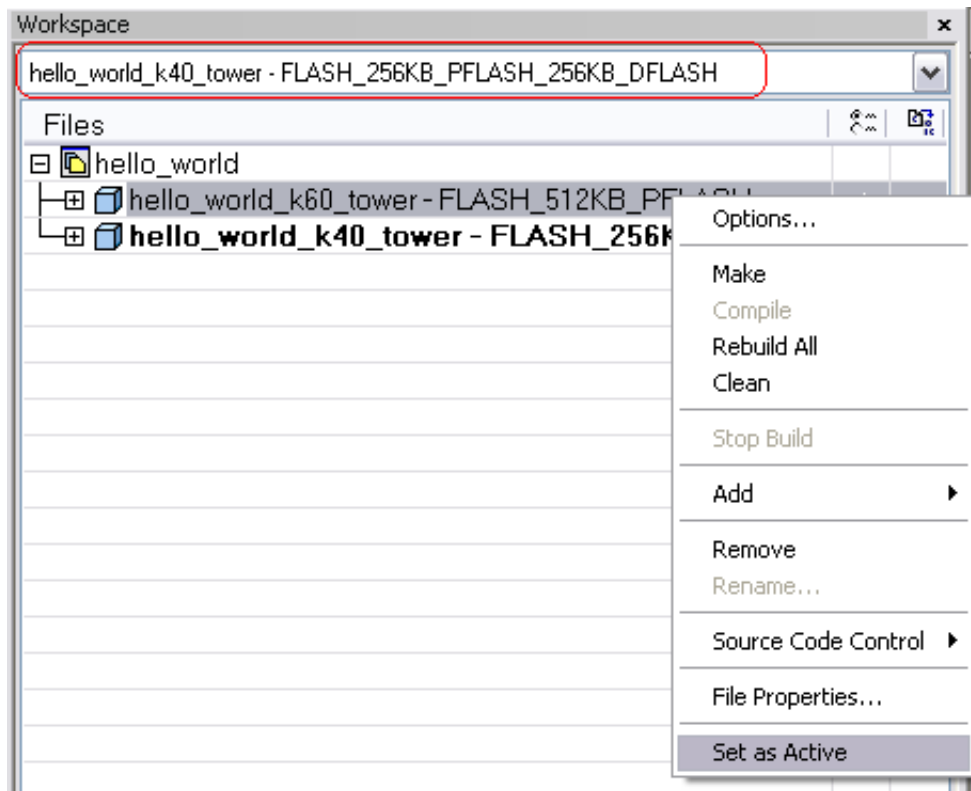 Workspace
hello_world_k40_tower - FLASH_256KB_PFLASH_256KB_DFLASH
Files
hello_world
hello_world_k60_tower - FLASH_512KB_PFLASH
hello_world_k40_tower - FLASH_256K
Options...
Make
Compile
Rebuild All
Clean
Stop Build
Add
Remove
Rename...
Source Code Control
File Properties...
Set as Active